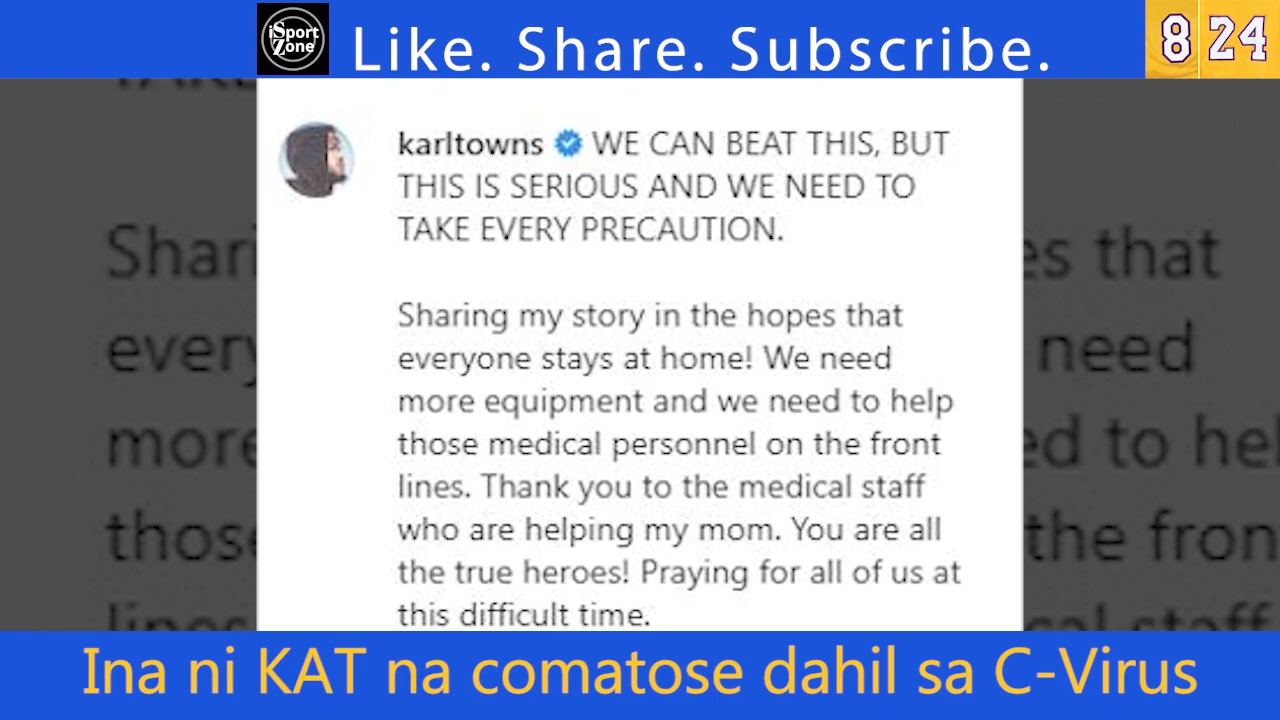 iSport
Zone
Like. Share. Subscribe.
8 24
karltowns WE CAN BEAT THIS, BUT
THIS IS SERIOUS AND WE NEED TO
TAKE EVERY PRECAUTION.
Sharing my story in the hopes that
everyone stays at home! We need
more equipment and we need to help
those medical personnel on the front
lines. Thank you to the medical staff
who are helping my mom. You are all
the true heroes! Praying for all of us at
this difficult time.
Ina ni KAT na comatose dahil sa C-Virus